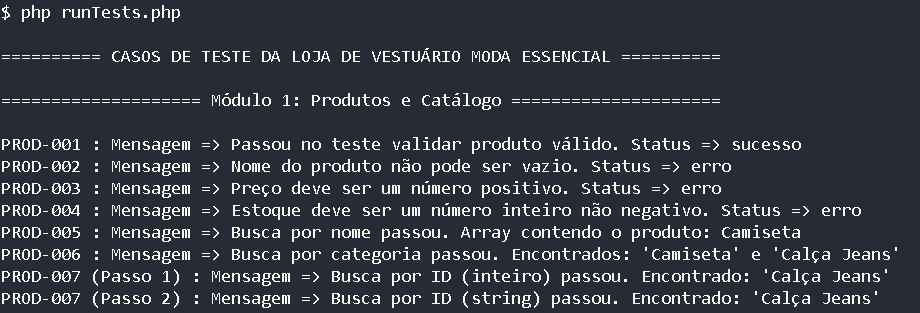 $ php runTests.php
========== CASOS DE TESTE DA LOJA DE VESTUÁRIO MODA ESSENCIAL ==========
==================== Módulo 1: Produtos e Catálogo =====================
PROD-001 : Mensagem => Passou no teste validar produto válido. Status => sucesso
PROD-002 : Mensagem => Nome do produto não pode ser vazio. Status => erro
PROD-003 : Mensagem => Preço deve ser um número positivo. Status => erro
PROD-004 : Mensagem => Estoque deve ser um número inteiro não negativo. Status => erro
PROD-005 : Mensagem => Busca por nome passou. Array contendo o produto: Camiseta
PROD-006 : Mensagem => Busca por categoria passou. Encontrados: 'Camiseta' e 'Calça Jeans'
PROD-007 (Passo 1) : Mensagem => Busca por ID (inteiro) passou. Encontrado: 'Calça Jeans'
PROD-007 (Passo 2) : Mensagem => Busca por ID (string) passou. Encontrado: 'Calça Jeans'